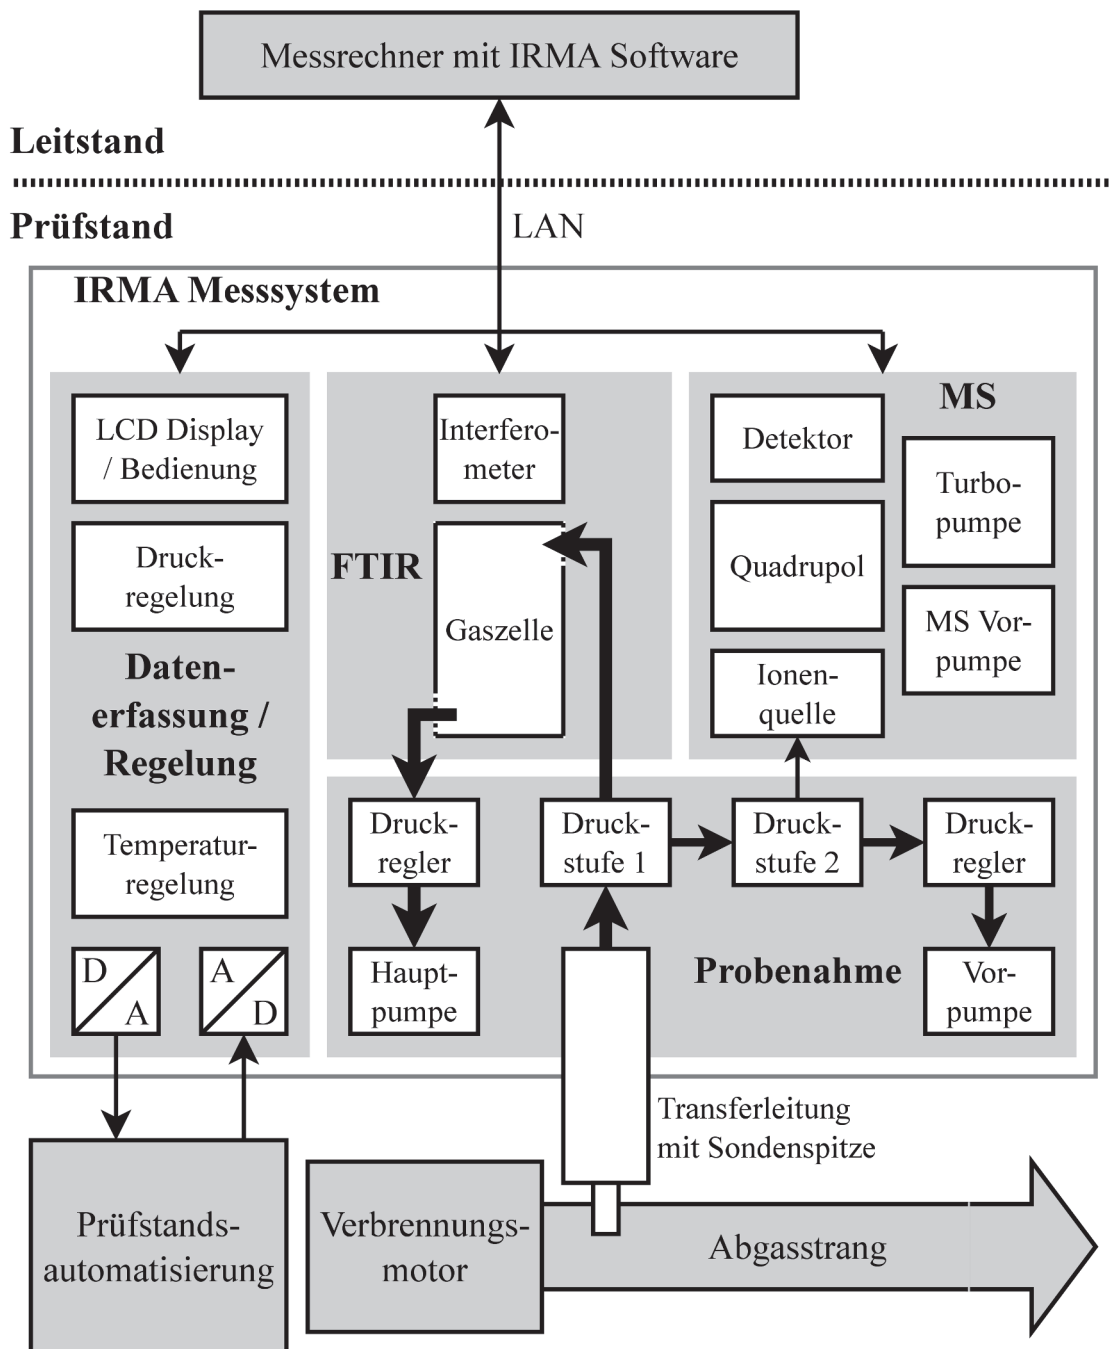 Messrechner mit IRMA Software
Leitstand
Prüfstand
LAN
IRMA Messsystem
LCD Display
/ Bedienung
Druck-
regelung
Daten-
erfassung /
Regelung
Temperatur-
regelung
D
A
A
D
Interfero-
meter
FTIR
Gaszelle
MS
Detektor
Turbo-
pumpe
Quadrupol
MS Vor-
pumpe
Ionen-
quelle
Druck-
regler
Druck-
stufe 1
Druck-
stufe 2
Druck-
regler
Haupt-
pumpe
Probenahme
Vor-
pumpe
Transferleitung
mit Sondenspitze
Prüfstands-
automatisierung
Verbrennungs-
motor
Abgasstrang